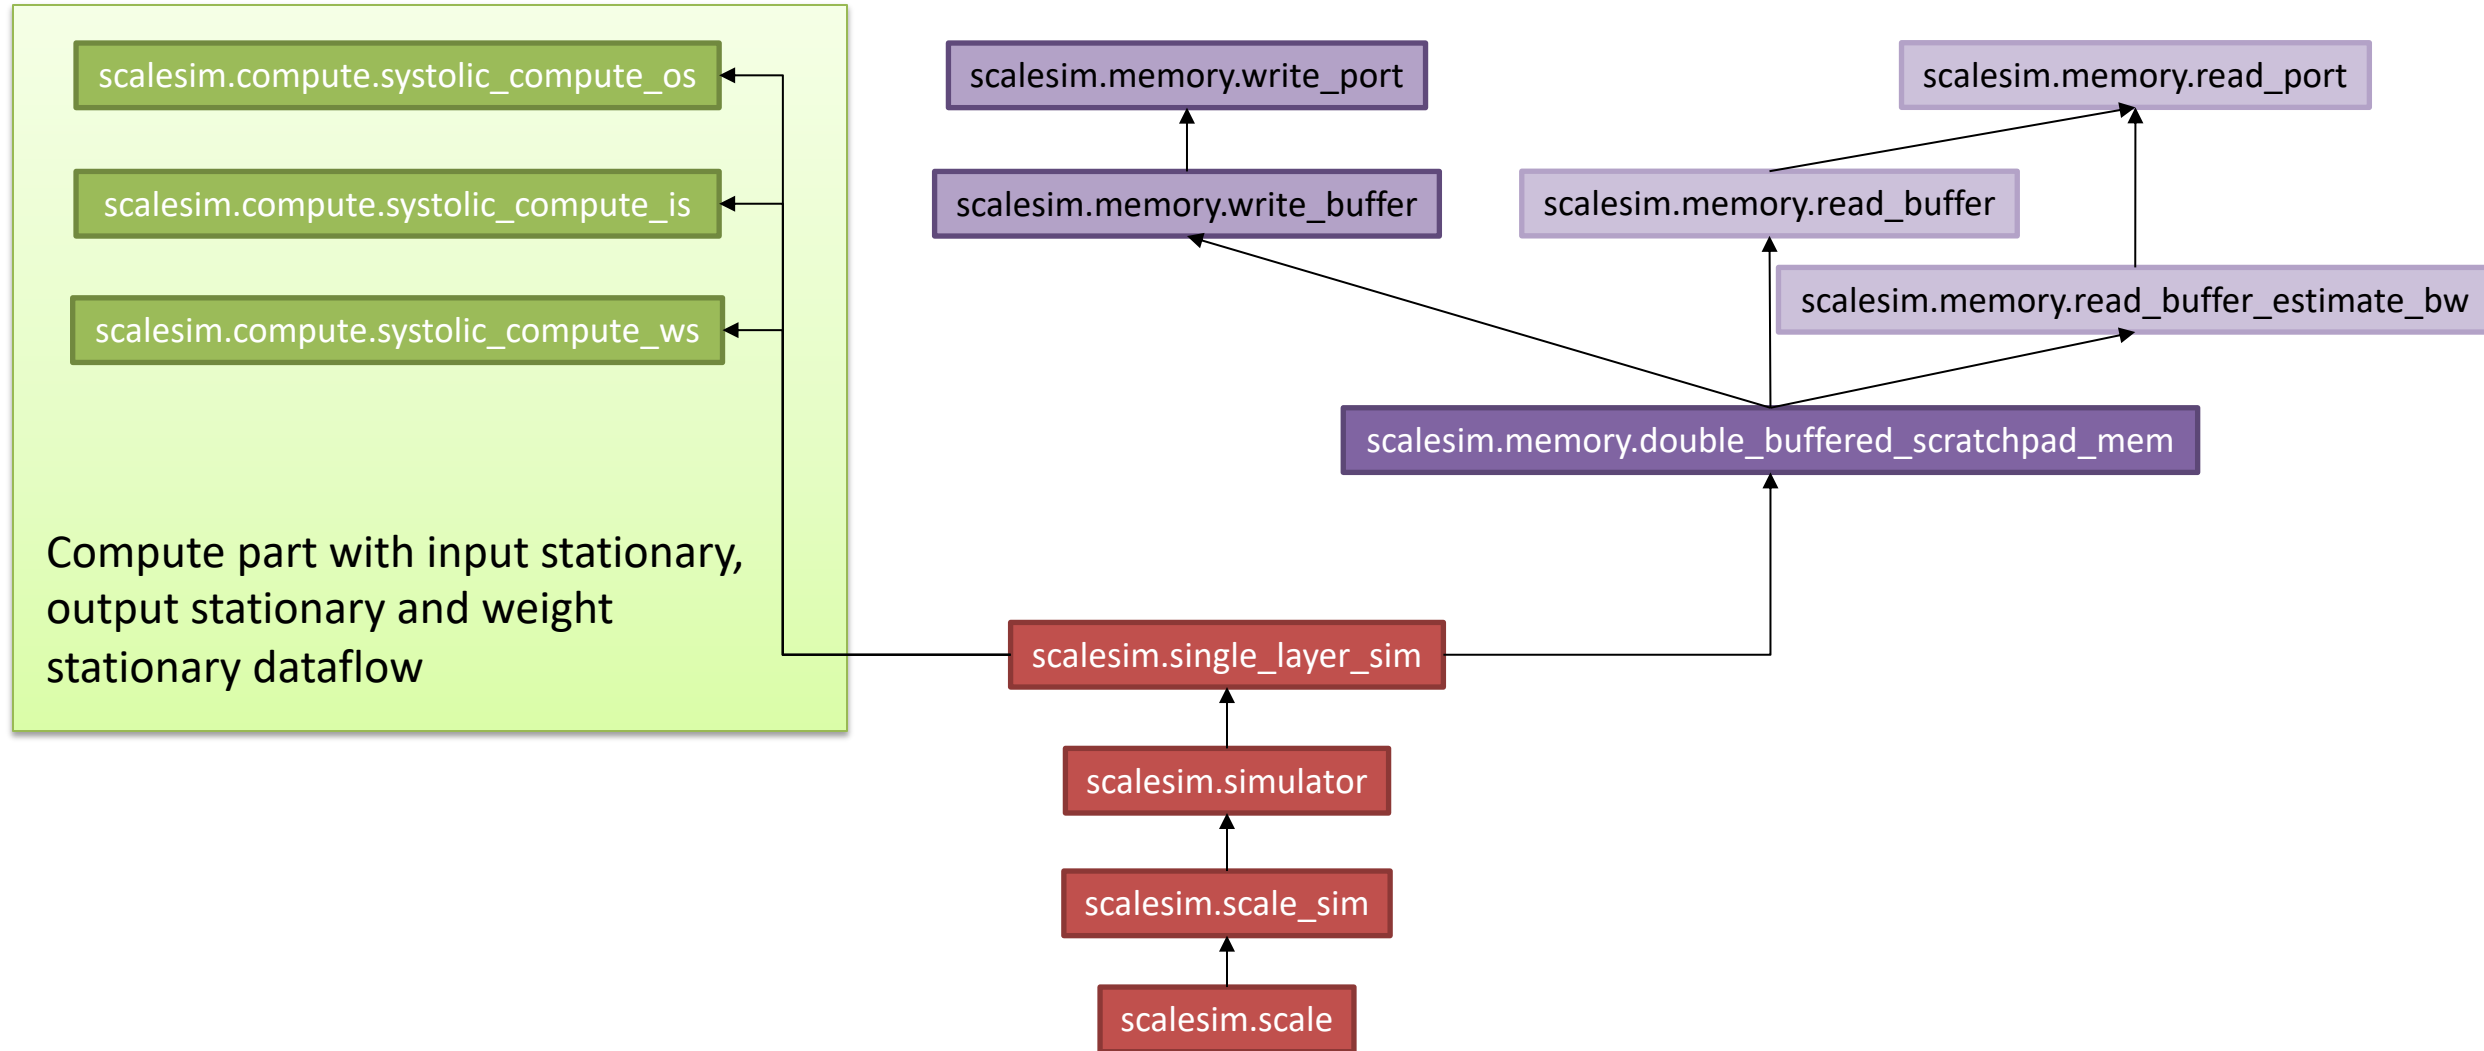 scalesim.compute.systolic_compute_os
scalesim.compute.systolic_compute_is
scalesim.compute.systolic_compute_ws
Compute part with input stationary,
output stationary and weight
stationary dataflow
scalesim.memory.write_port
scalesim.memory.read_port
scalesim.memory.write_buffer
scalesim.memory.read_buffer
scalesim.memory.read_buffer_estimate_bw
scalesim.memory.double_buffered_scratchpad_mem
scalesim.single_layer_sim
scalesim.simulator
scalesim.scale_sim
scalesim.scale